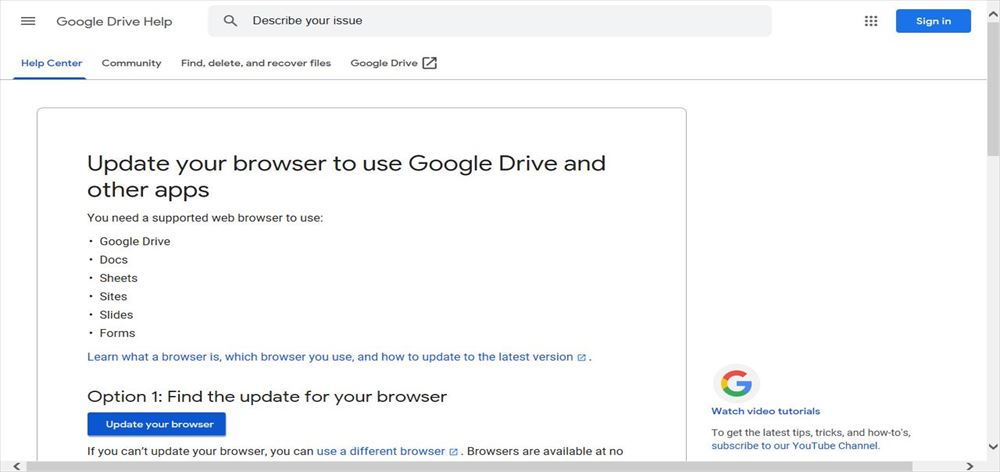 Google Drive Help
Describe your issue
Sign in
Help Center
Community
Find, delete, and recover files
Google Drive
Update your browser to use Google Drive and
other apps
You need a supported web browser to use:
• Google Drive
• Docs
• Sheets
• Sites
• Slides
• Forms
Learn what a browser is, which browser you use, and how to update to the latest version .
Option 1: Find the update for your browser
Update your browser
If you can't update your browser, you can use a different browser . Browsers are available at no
Watch video tutorials
To get the latest tips, tricks, and how-to's,
subscribe to our YouTube Channel.